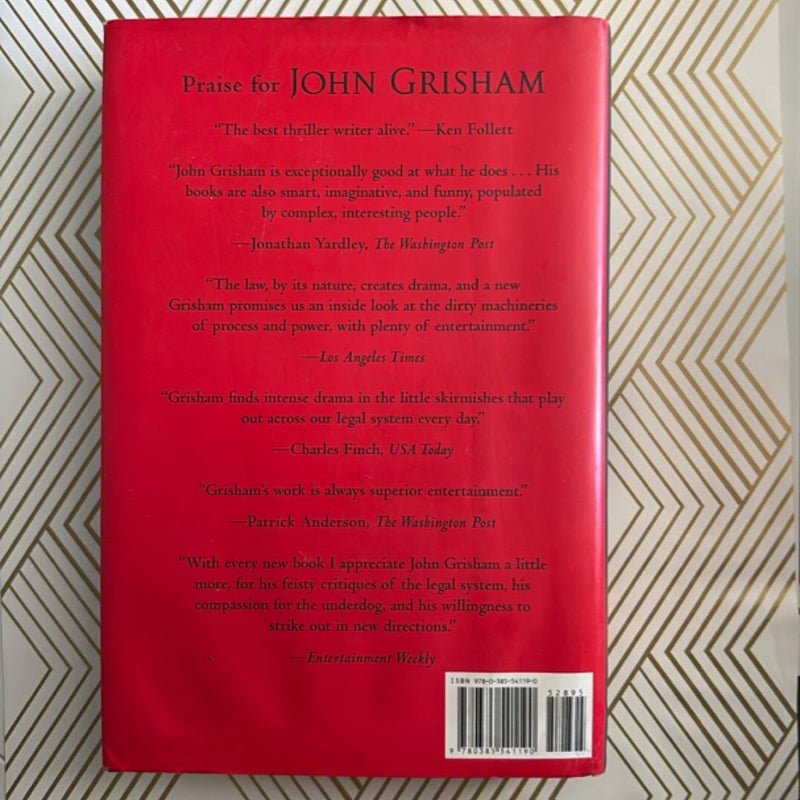 Praise for JOHN GRISHAM
“The best thriller writer alive.” —Ken Follett
“John Grisham is exceptionally good at what he does . . . His
books are also smart, imaginative, and funny, populated
by complex, interesting people.”
—Jonathan Yardley, The Washington Post
“The law, by its nature, creates drama, and a new
Grisham promises us an inside look at the dirty machineries
of process and power, with plenty of entertainment.”
—Los Angeles Times
“Grisham finds intense drama in the little skirmishes that play
out across our legal system every day.”
—Charles Finch, USA Today
“Grisham’s work is always superior entertainment.”
—Patrick Anderson, The Washington Post
“With every new book I appreciate John Grisham a little
more, for his feisty critiques of the legal system, his
compassion for the underdog, and his willingness to
strike out in new directions.”
—Entertainment Weekly
ISBN 978-0-385-54119-0
52895
9 780385 541190